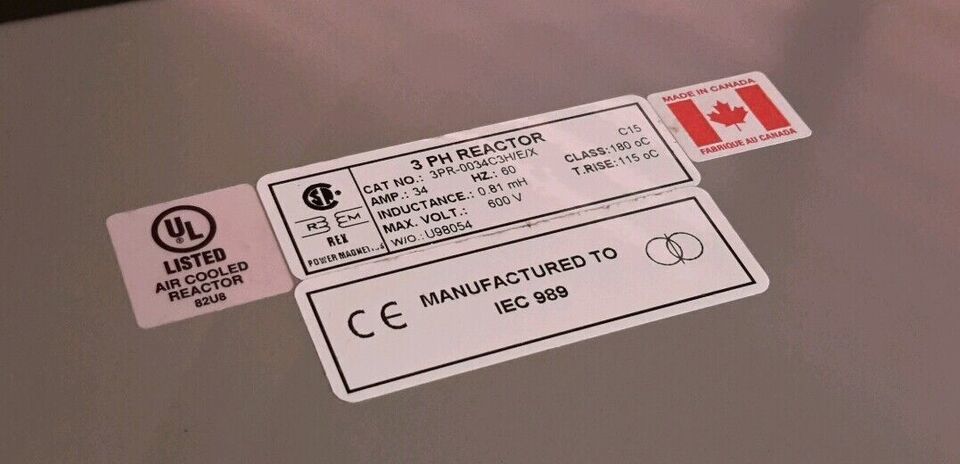 UL
®
LISTED
AIR COOLED
REACTOR
82U8
3 PH REACTOR
C15
CAT NO.: 3PR-0034C3H/E/X
AMP.: 34 HZ.: 60 CLASS:180 oC
INDUCTANCE.: 0.81 mH T.RISE:115 oC
MAX. VOLT.: 600 V
W/O.: U98054
REX
POWER MAGNETICS
CE MANUFACTURED TO
IEC 989
MADE IN CANADA
FABRIQUE AU CANADA